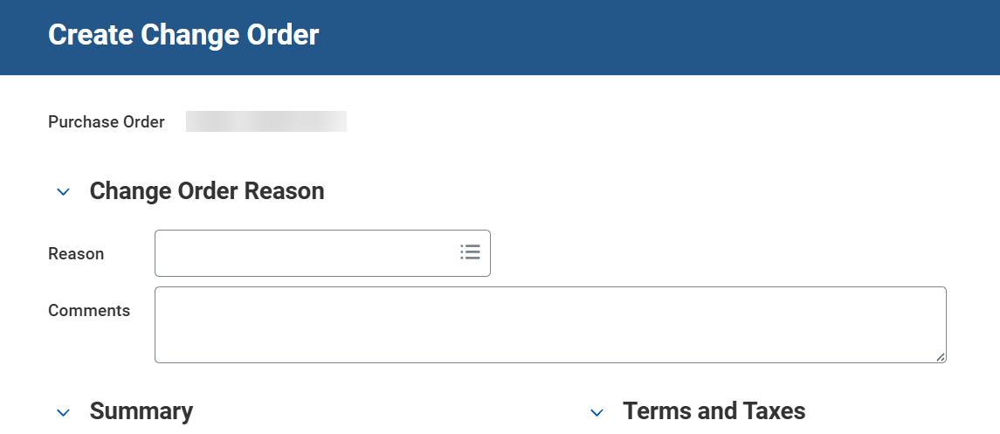 Create Change Order
Purchase Order
Change Order Reason
Reason
Comments
Summary
Terms and Taxes